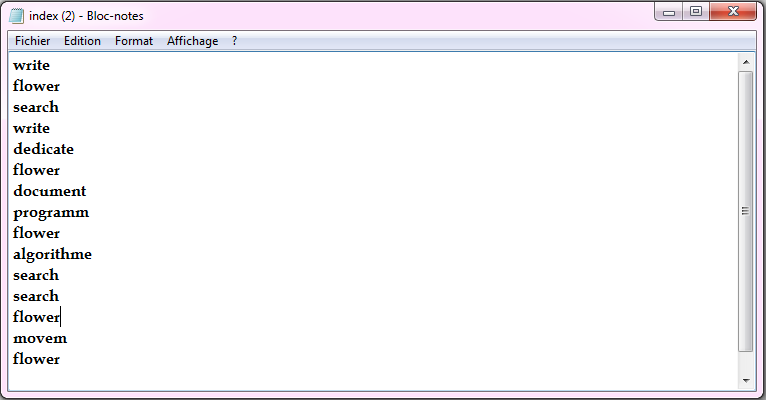 index (2) - Bloc-notes
Fichier Edition Format Affichage ?
write
flower
search
write
dedicate
flower
document
programm
flower
algorithme
search
search
flower
movem
flower